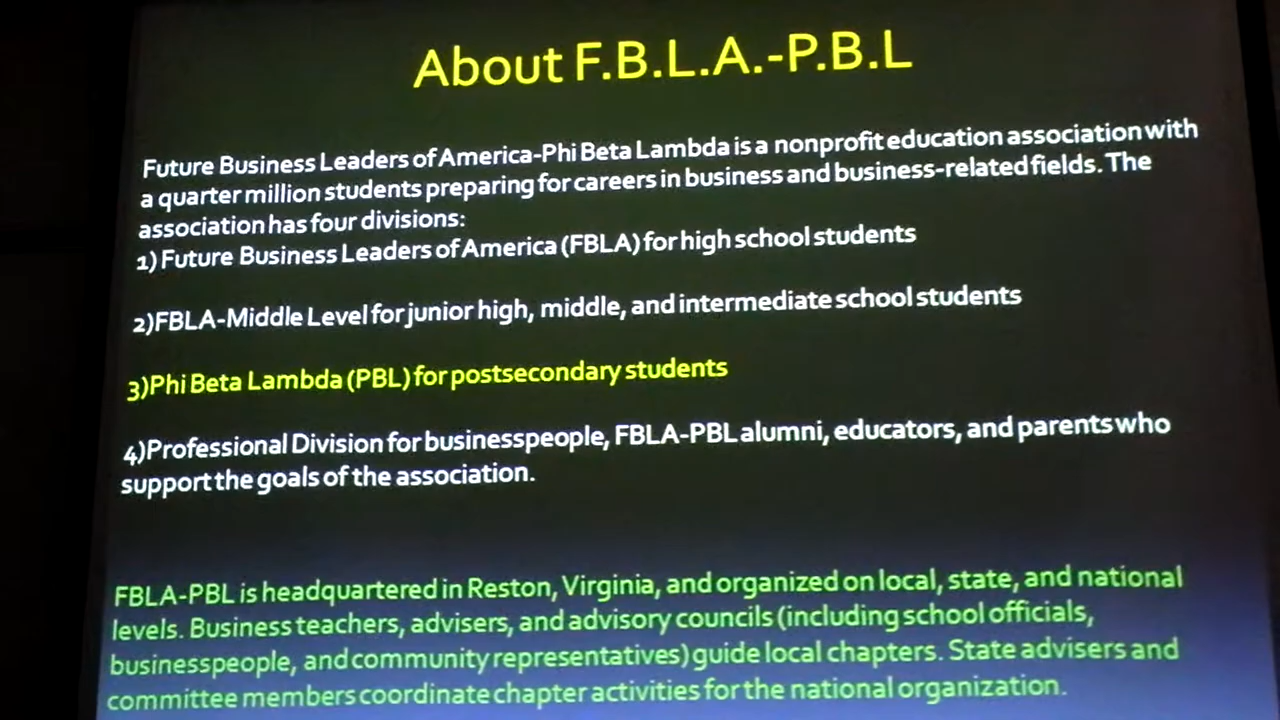 About F.B.L.A.-P.B.L
Future Business Leaders of America-Phi Beta Lambda is a nonprofit education association with
a quarter million students preparing for careers in business and business-related fields. The
association has four divisions:
1) Future Business Leaders of America (FBLA) for high school students
2)FBLA-Middle Level for junior high, middle, and intermediate school students
3)Phi Beta Lambda (PBL) for postsecondary students
4)Professional Division for businesspeople, FBLA-PBL alumni, educators, and parents who
support the goals of the association.
FBLA-PBL is headquartered in Reston, Virginia, and organized on local, state, and national
levels. Business teachers, advisers, and advisory councils (including school officials,
businesspeople, and community representatives) guide local chapters. State advisers and
committee members coordinate chapter activities for the national organization.